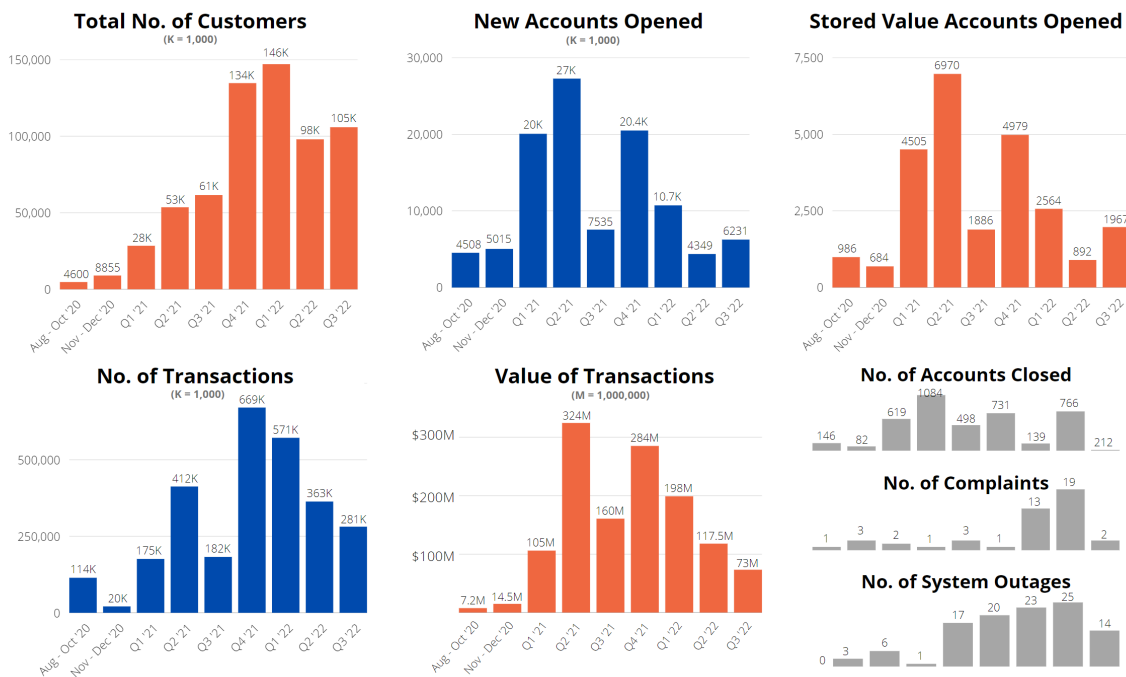 Total No. of Customers
(K = 1,000)
150,000
100,000
50,000
0
4600
8855
28K
53K
61K
134K
146K
98K
105K
Aug - Oct '20
Nov - Dec '20
Q1 '21
Q2 '21
Q3 '21
Q4 '21
Q1 '22
Q2 '22
Q3 '22
New Accounts Opened
(K = 1,000)
30,000
20,000
10,000
0
4508
5015
20K
27K
7535
20.4K
10.7K
4349
6231
Aug - Oct '20
Nov - Dec '20
Q1 '21
Q2 '21
Q3 '21
Q4 '21
Q1 '22
Q2 '22
Q3 '22
Stored Value Accounts Opened
7,500
5,000
2,500
0
986
684
4505
6970
1886
4979
2564
892
1967
Aug - Oct '20
Nov - Dec '20
Q1 '21
Q2 '21
Q3 '21
Q4 '21
Q1 '22
Q2 '22
Q3 '22
No. of Transactions
(K = 1,000)
500,000
250,000
0
114K
20K
175K
412K
182K
669K
571K
363K
281K
Aug - Oct '20
Nov - Dec '20
Q1 '21
Q2 '21
Q3 '21
Q4 '21
Q1 '22
Q2 '22
Q3 '22
Value of Transactions
(M = 1,000,000)
$300M
$200M
$100M
7.2M
14.5M
105M
324M
160M
284M
198M
117.5M
73M
Aug - Oct '20
Nov - Dec '20
Q1 '21
Q2 '21
Q3 '21
Q4 '21
Q1 '22
Q2 '22
Q3 '22
No. of Accounts Closed
146
82
619
1084
498
731
139
766
212
No. of Complaints
1
3
2
1
3
1
13
19
2
No. of System Outages
0
3
6
1
17
20
23
25
14